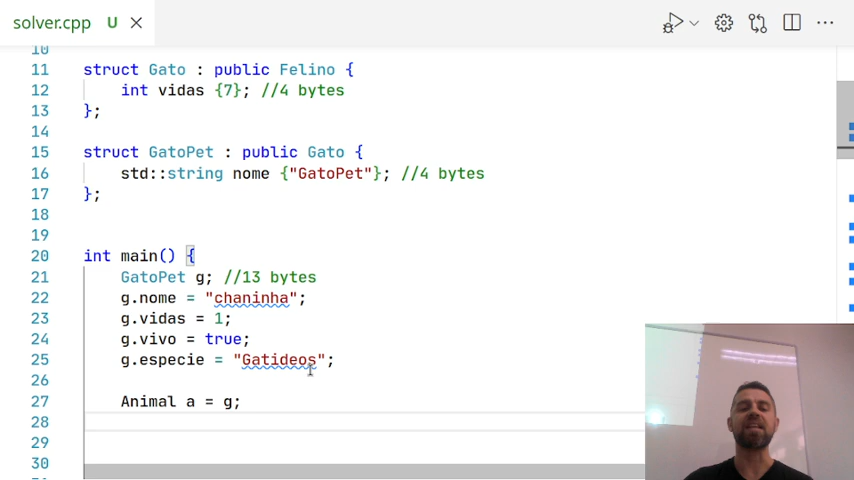 solver.cpp U
10
11 struct Gato : public Felino {
12 int vidas {7}; //4 bytes
13 };
14
15 struct GatoPet : public Gato {
16 std::string nome {"GatoPet"}; //4 bytes
17 };
18
19
20 int main() {
21 GatoPet g; //13 bytes
22 g.nome = "chaninha";
23 g.vidas = 1;
24 g.vivo = true;
25 g.especie = "Gatideos";
26
27 Animal a = g;
28
29
30